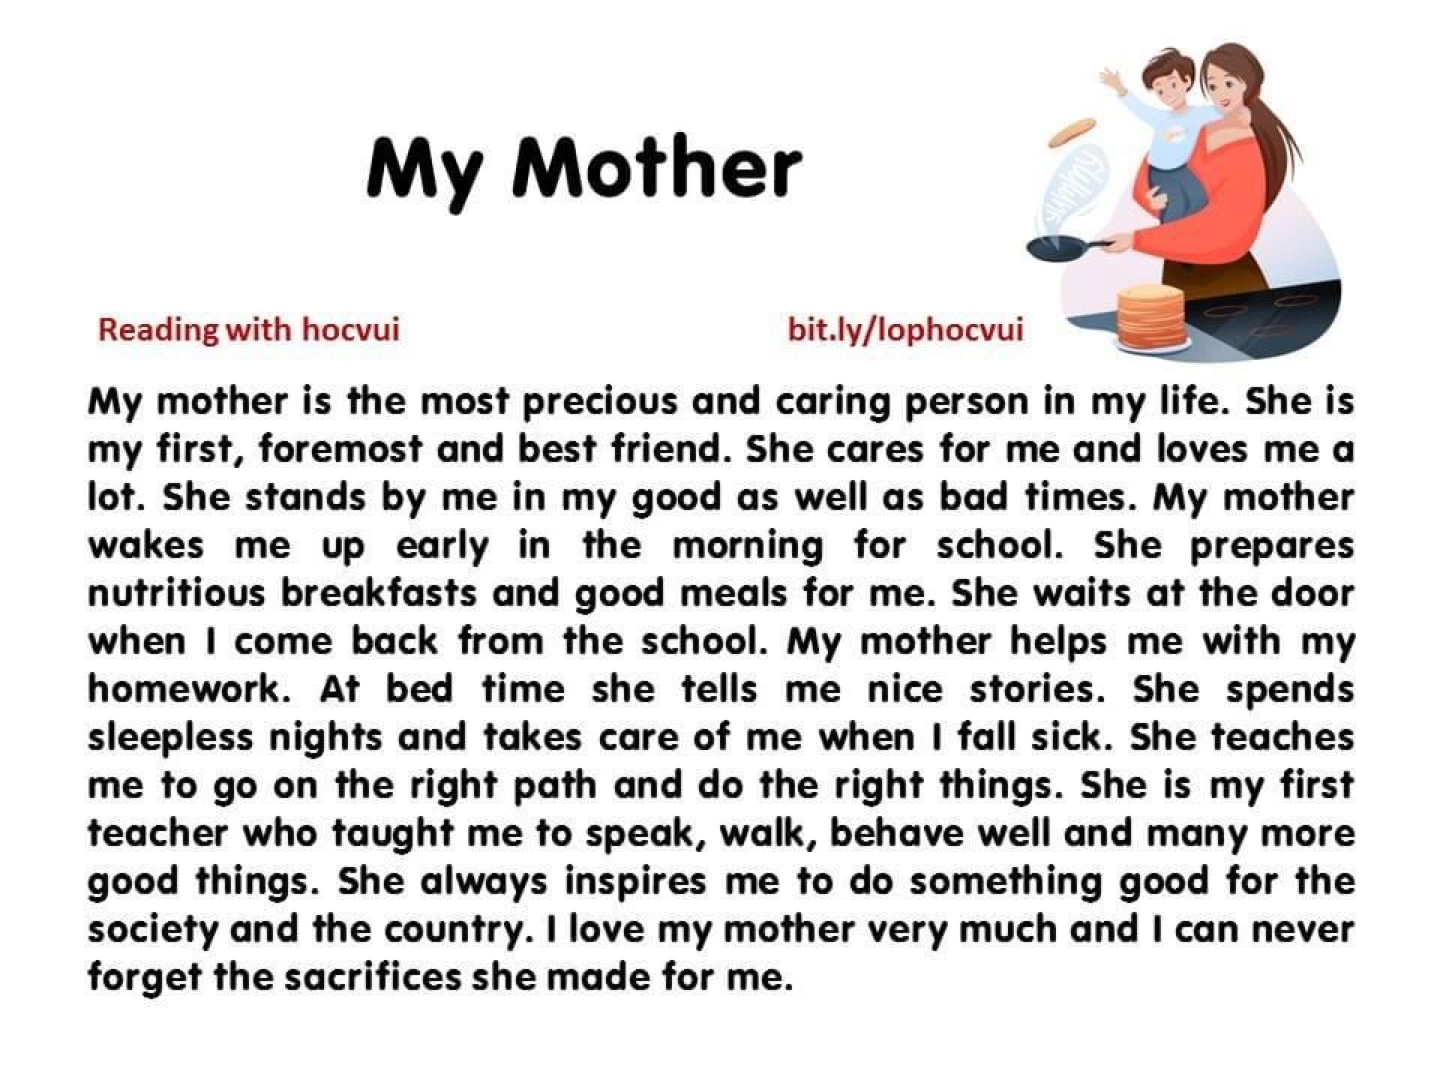 My Mother
YUMMY
Reading with hocvui
bit.ly/lophocvui
My mother is the most precious and caring person in my life. She is
my first, foremost and best friend. She cares for me and loves me a
lot. She stands by me in my good as well as bad times. My mother
wakes me up early in the morning for school. She prepares
nutritious breakfasts and good meals for me. She waits at the door
when I come back from the school. My mother helps me with my
homework. At bed time she tells me nice stories. She spends
sleepless nights and takes care of me when I fall sick. She teaches
me to go on the right path and do the right things. She is my first
teacher who taught me to speak, walk, behave well and many more
good things. She always inspires me to do something good for the
society and the country. I love my mother very much and I can never
forget the sacrifices she made for me.